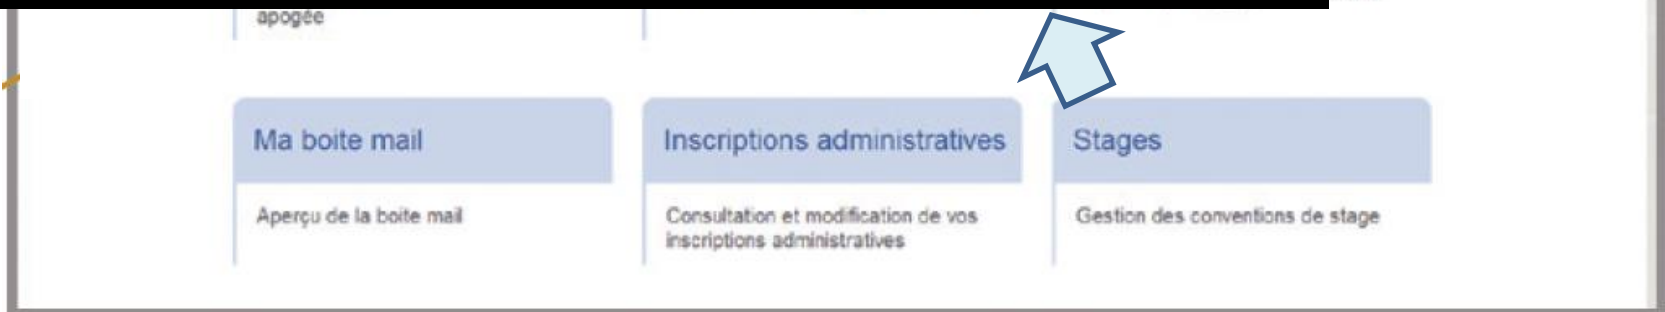 apogée
Ma boite mail
Inscriptions administratives
Stages
Aperçu de la boite mail
Consultation et modification de vos
inscriptions administratives
Gestion des conventions de stage